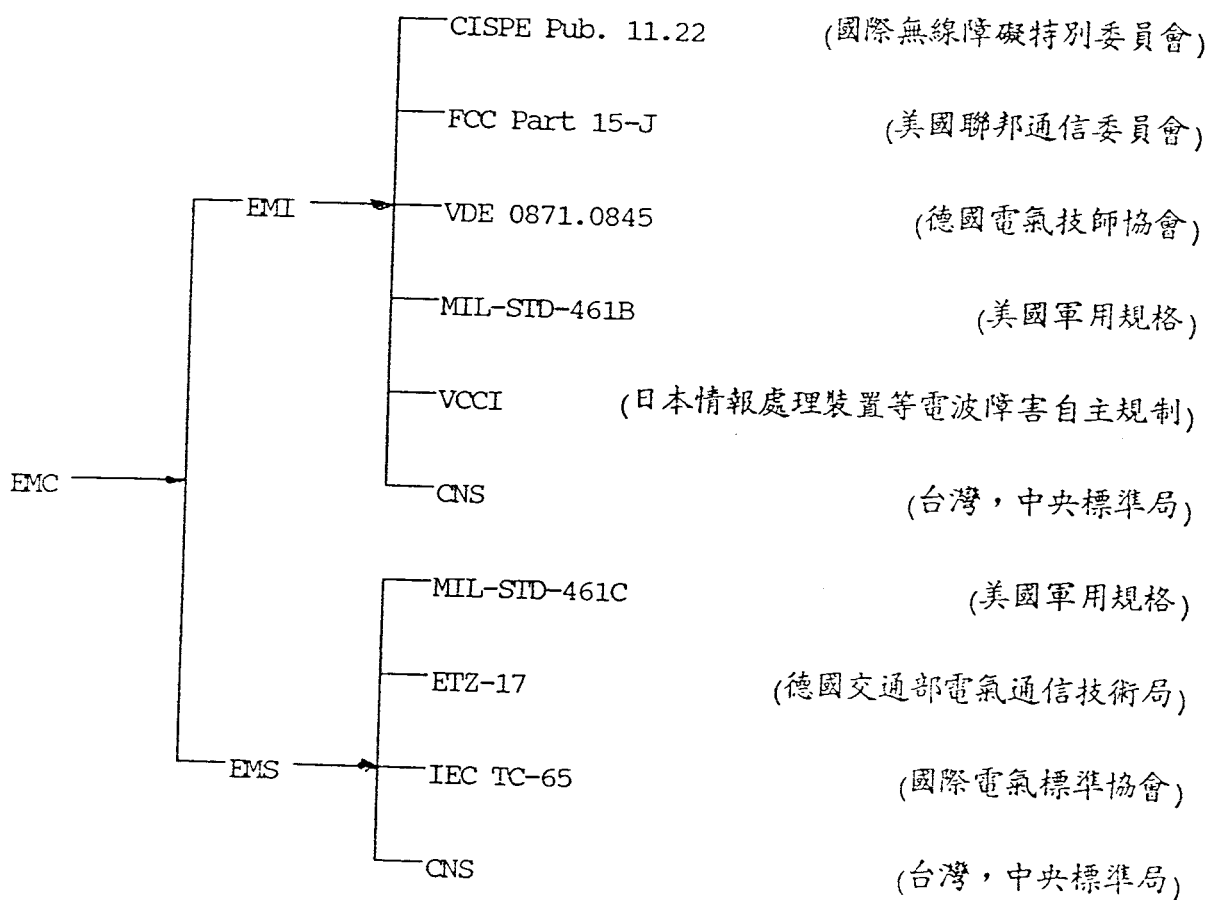 CISPE Pub. 11.22 (國際無線障礙特別委員會)
FCC Part 15-J (美國聯邦通信委員會)
EMI VDE 0871.0845 (德國電氣技師協會)
MIL-STD-461B (美國軍用規格)
VCCI (日本情報處理裝置等電波障害自主規制)
EMC
CNS (台灣，中央標準局)
MIL-STD-461C (美國軍用規格)
ETZ-17 (德國交通部電氣通信技術局)
EMS IEC TC-65 (國際電氣標準協會)
CNS (台灣，中央標準局)